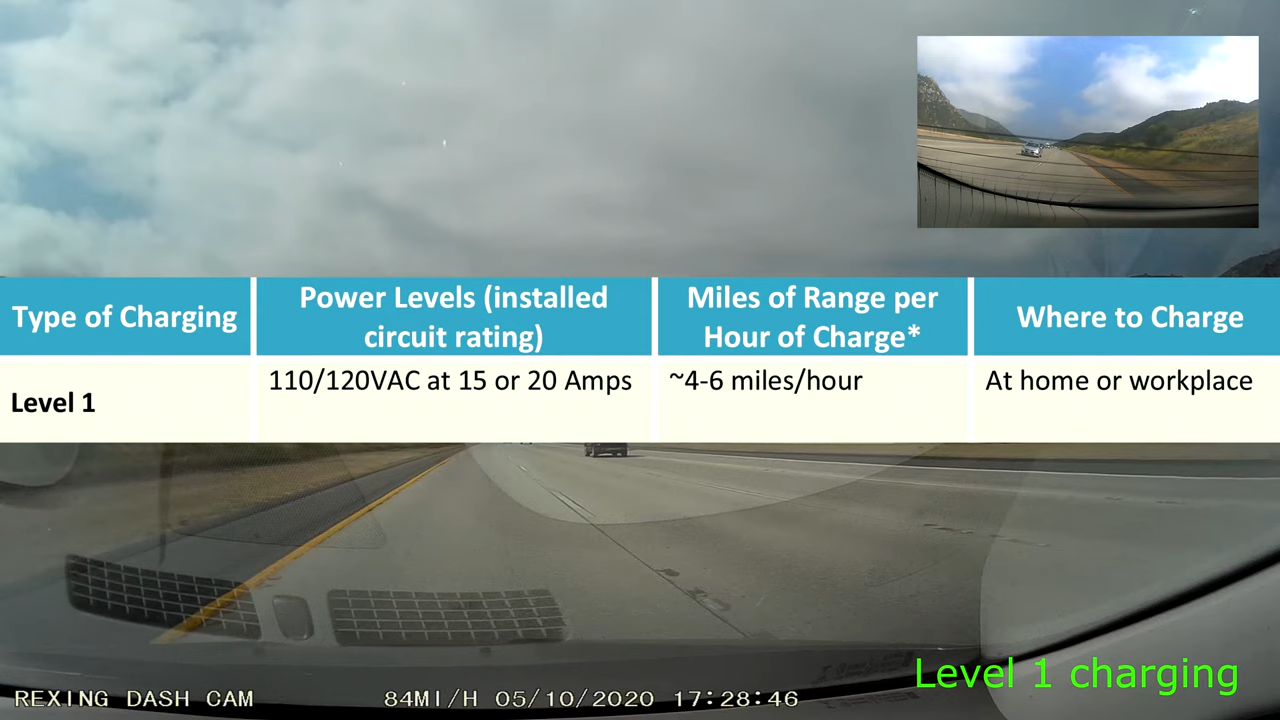 Type of Charging
Power Levels (installed
circuit rating)
Miles of Range per
Hour of Charge*
Where to Charge
Level 1
110/120VAC at 15 or 20 Amps
~4-6 miles/hour
At home or workplace
Level 1 charging
REXING DASH CAM
84MI/H 05/10/2020 17:28:46